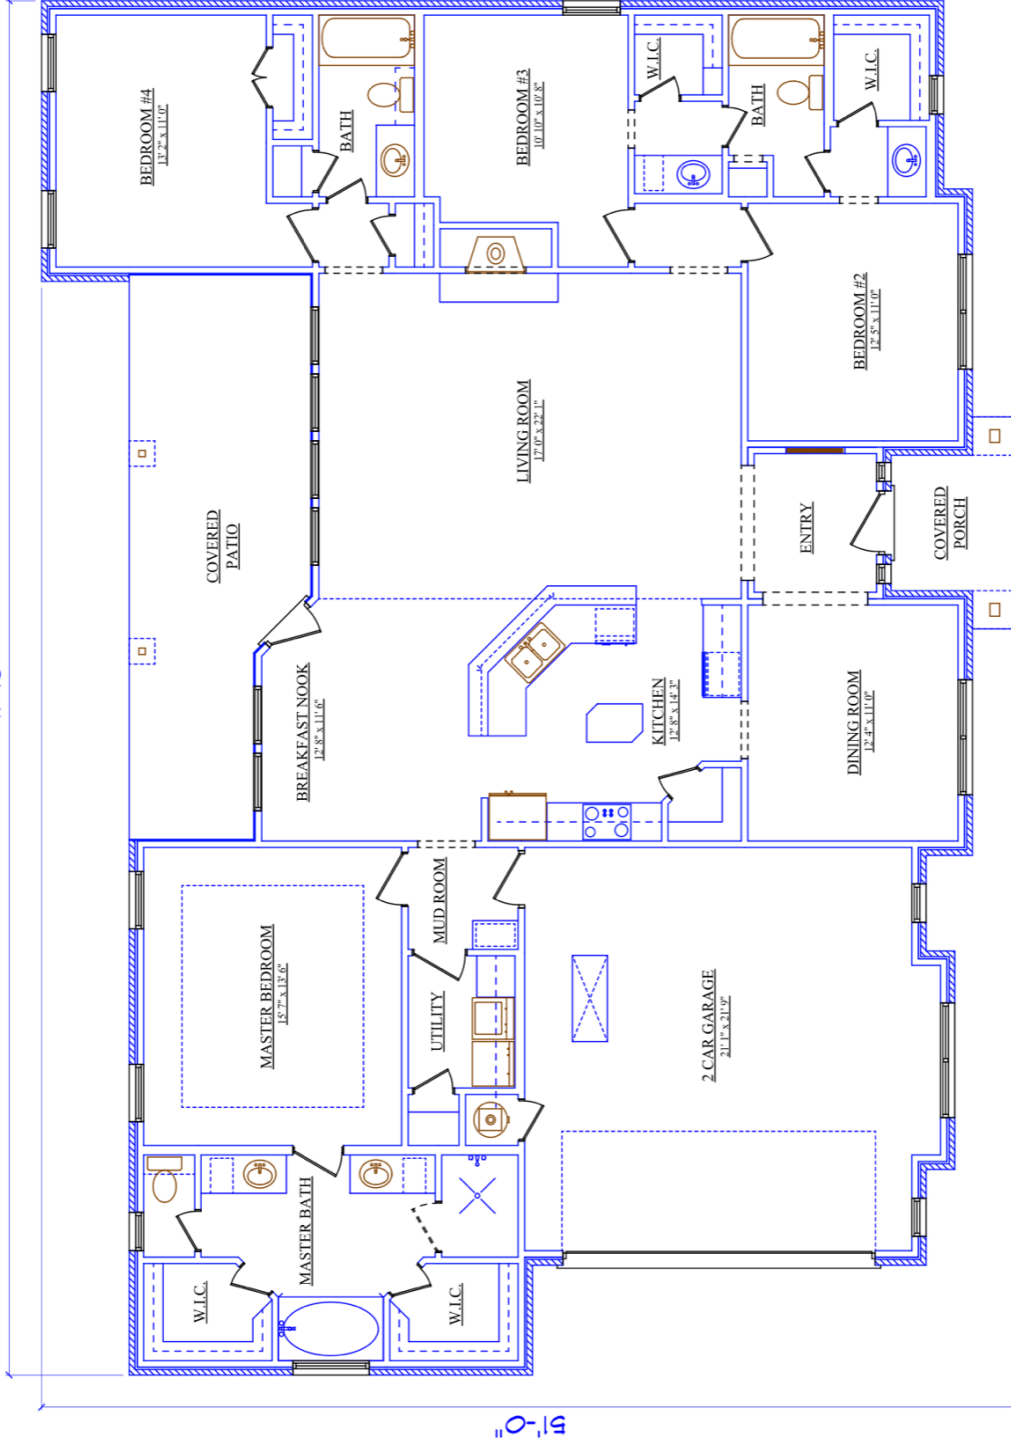 BEDROOM #4
13' 2" x 11' 0"
BATH
BEDROOM #3
10' 10" x 10' 8"
W.I.C.
BATH
W.I.C.
BEDROOM #2
12' 5" x 11' 0"
LIVING ROOM
17' 0" x 22' 1"
COVERED
PATIO
ENTRY
COVERED
PORCH
BREAKFAST NOOK
12' 8" x 11' 6"
KITCHEN
12' 8" x 14' 3"
DINING ROOM
12' 4" x 11' 0"
MASTER BEDROOM
15' 7" x 13' 6"
MUD ROOM
UTILITY
2 CAR GARAGE
21' 1" x 21' 9"
MASTER BATH
W.I.C.
W.I.C.
51'-0"